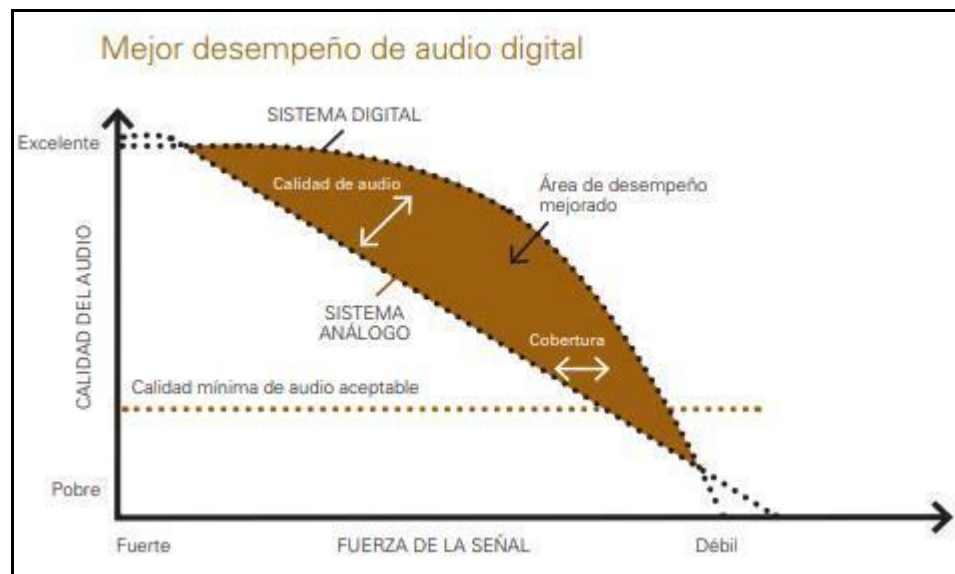 Mejor desempeño de audio digital
SISTEMA DIGITAL
Excelente
Calidad de audio
Área de desempeño
mejorado
CALIDAD DEL AUDIO
SISTEMA
ANÁLOGO
Cobertura
Calidad mínima de audio aceptable
Pobre
Fuerte
FUERZA DE LA SEÑAL
Débil